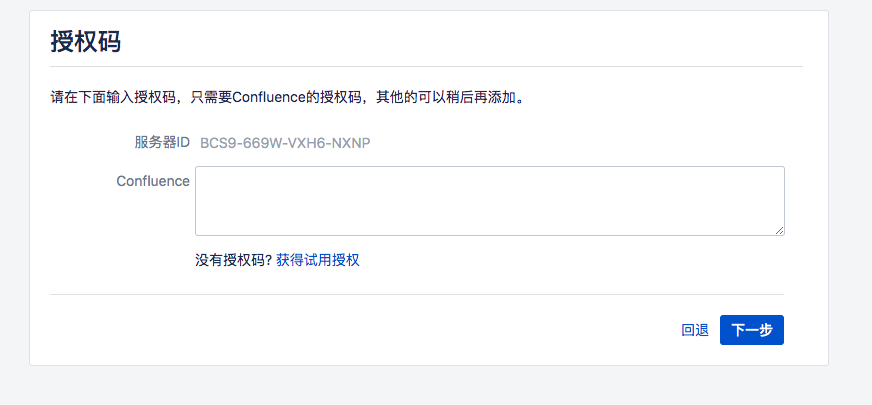 授权码
请在下面输入授权码，只需要Confluence的授权码，其他的可以稍后再添加。
服务器ID BCS9-669W-VXH6-NXNP
Confluence
没有授权码? 获得试用授权
回退 下一步